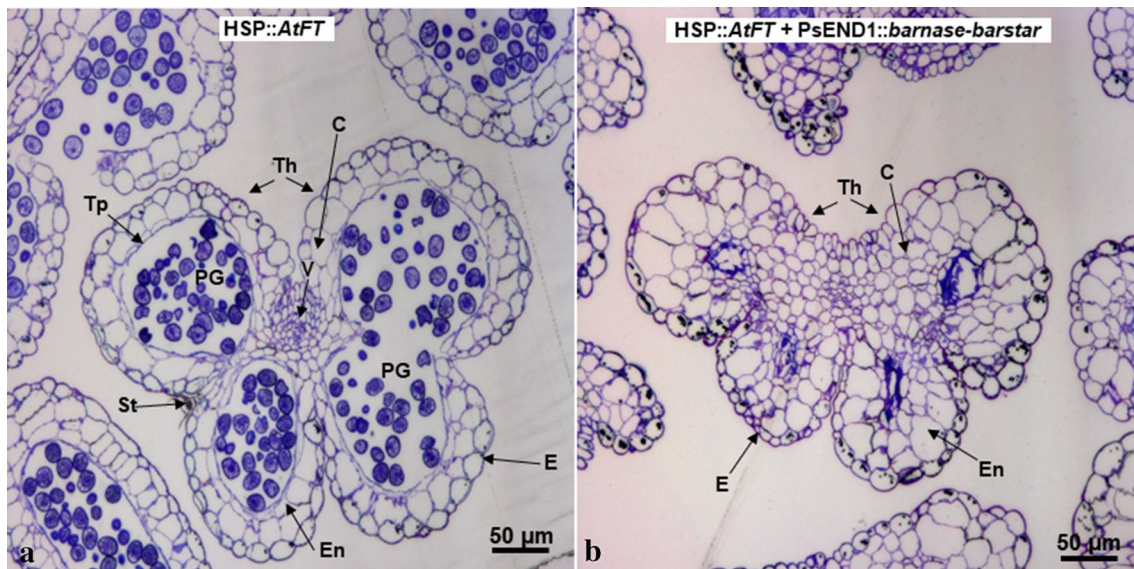 HSP::AtFT
C
Th
Tp
PG
V
PG
St
E
En
50 µm
a
HSP::AtFT + PsEND1::barnase-barstar
C
Th
E
En
50 µm
b